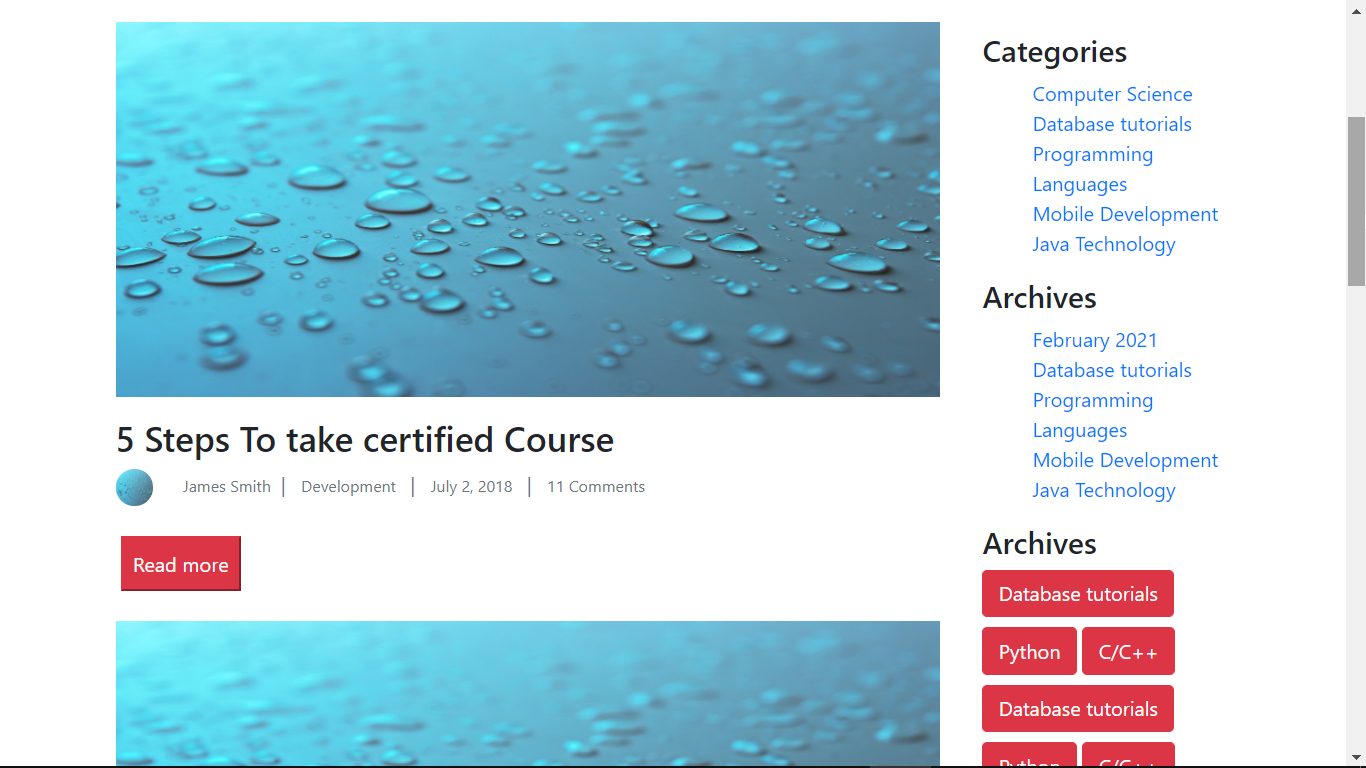 5 Steps To take certified Course
James Smith | Development | July 2, 2018 | 11 Comments
Read more
Categories
Computer Science
Database tutorials
Programming
Languages
Mobile Development
Java Technology
Archives
February 2021
Database tutorials
Programming
Languages
Mobile Development
Java Technology
Archives
Database tutorials
Python C/C++
Database tutorials
Python C/C++